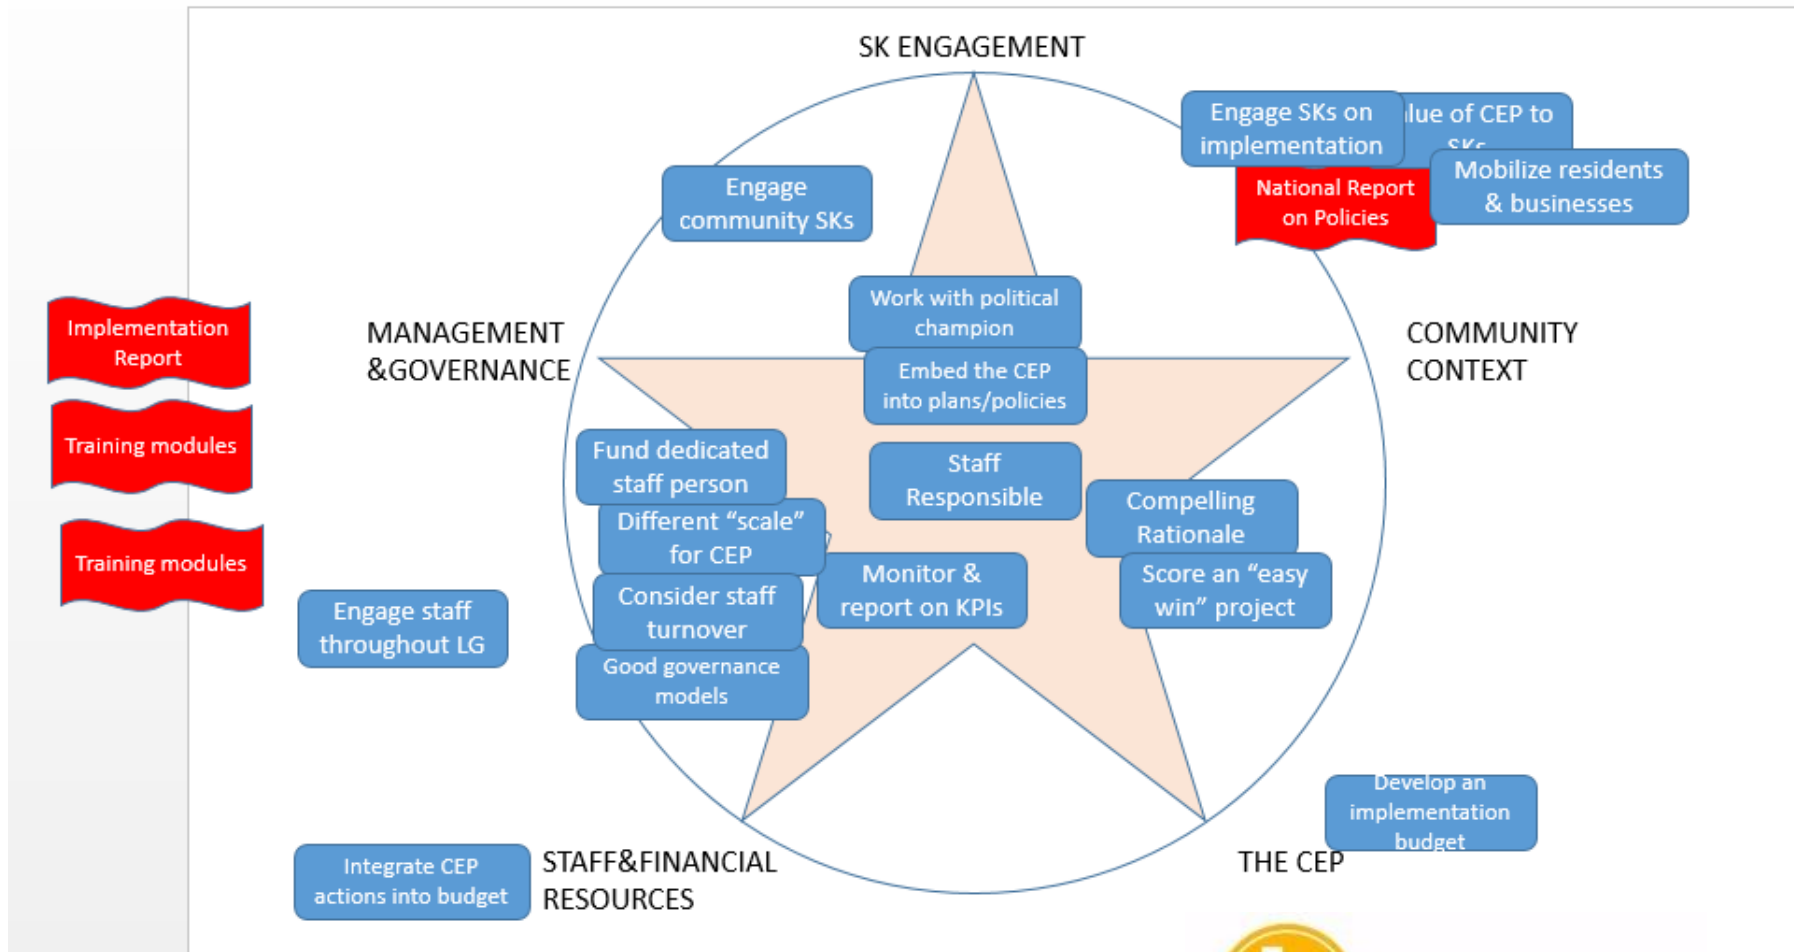 SK ENGAGEMENT
Engage SKs on
implementation
lue of CEP to
SKs
Mobilize residents
& businesses
National Report
on Policies
Engage
community SKs
Work with political
champion
Implementation
Report
MANAGEMENT
&GOVERNANCE
COMMUNITY
CONTEXT
Embed the CEP
into plans/policies
Training modules
Fund dedicated
staff person
Staff
Responsible
Compelling
Rationale
Different “scale”
for CEP
Training modules
Monitor &
report on KPIs
Score an “easy
win” project
Consider staff
turnover
Engage staff
throughout LG
Good governance
models
Develop an
implementation
budget
Integrate CEP
actions into budget
STAFF&FINANCIAL
RESOURCES
THE CEP